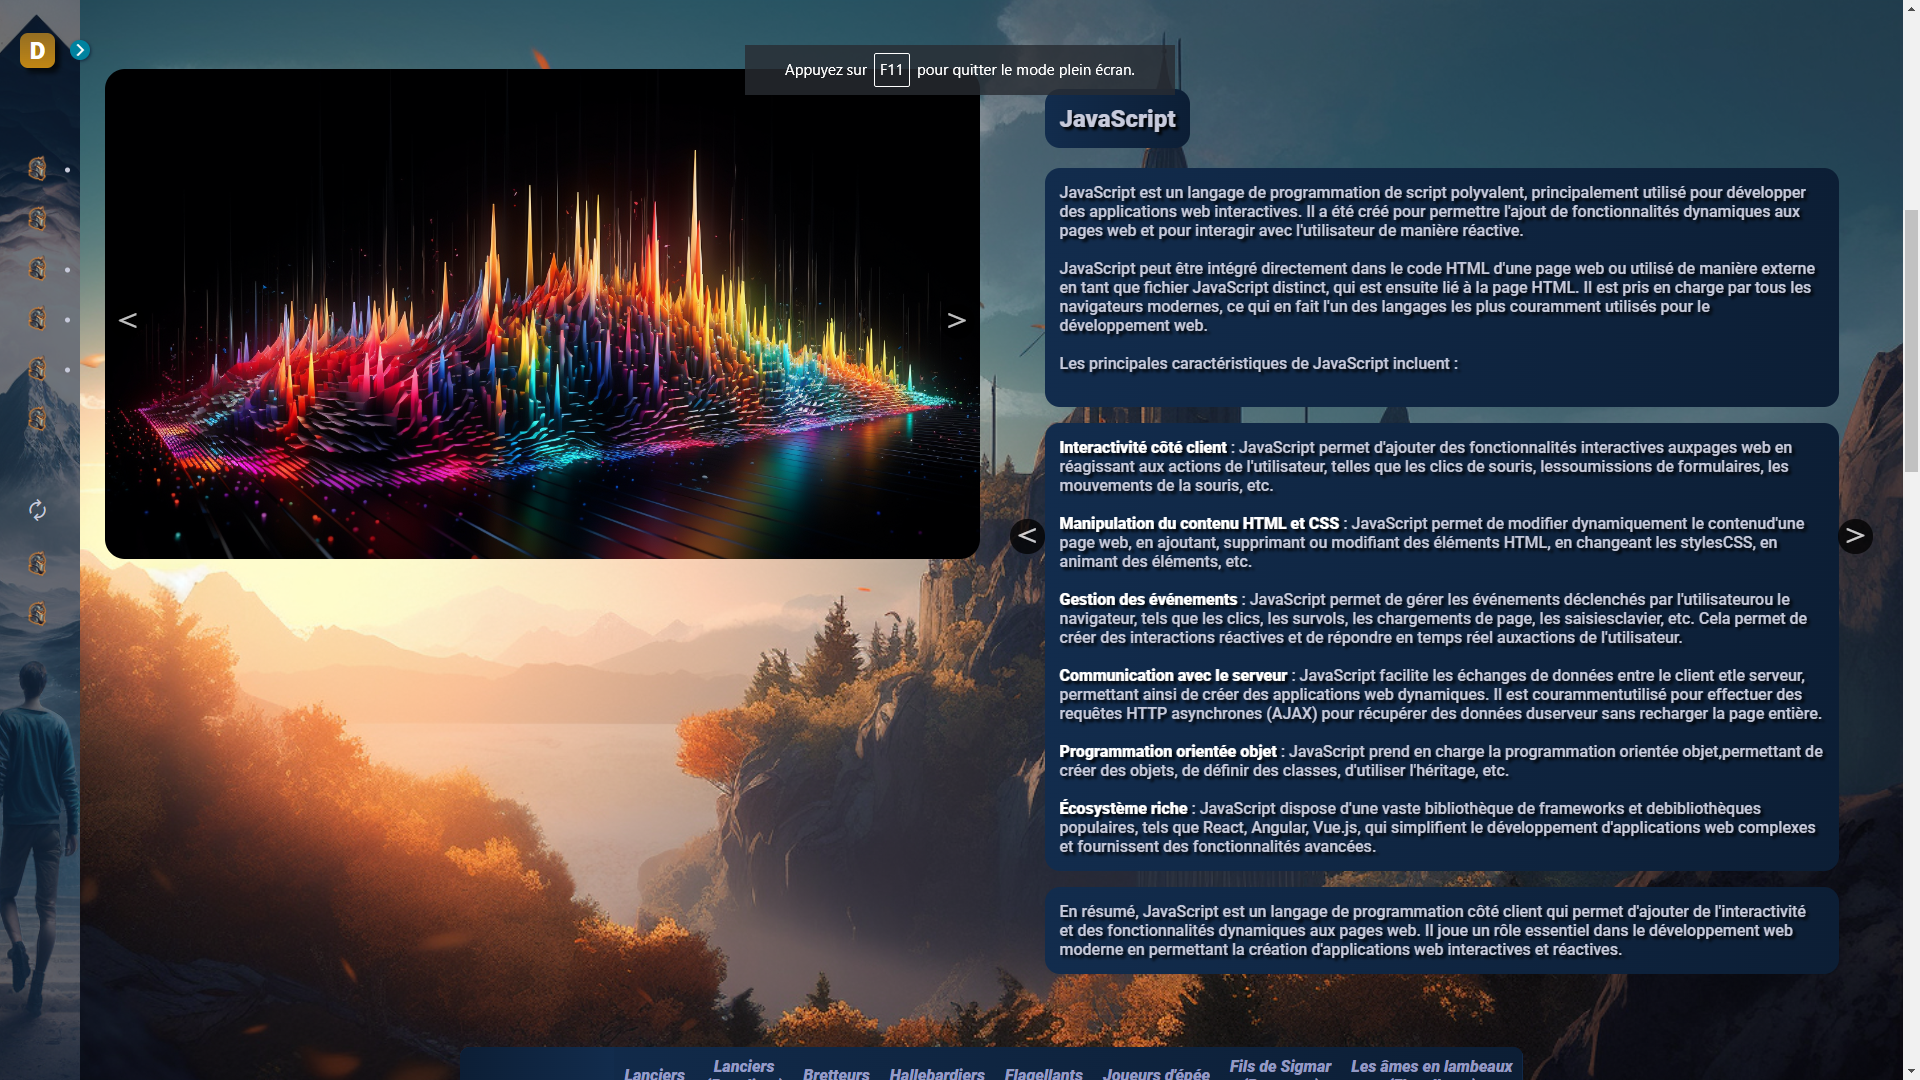 D
Appuyez sur F11 pour quitter le mode plein écran.
JavaScript
JavaScript est un langage de programmation de script polyvalent, principalement utilisé pour développer
des applications web interactives. Il a été créé pour permettre l'ajout de fonctionnalités dynamiques aux
pages web et pour interagir avec l'utilisateur de manière réactive.
JavaScript peut être intégré directement dans le code HTML d'une page web ou utilisé de manière externe
en tant que fichier JavaScript distinct, qui est ensuite lié à la page HTML. Il est pris en charge par tous les
navigateurs modernes, ce qui en fait l'un des langages les plus couramment utilisés pour le
développement web.
Les principales caractéristiques de JavaScript incluent :
Interactivité côté client : JavaScript permet d'ajouter des fonctionnalités interactives auxpages web en
réagissant aux actions de l'utilisateur, telles que les clics de souris, lessoumissions de formulaires, les
mouvements de la souris, etc.
Manipulation du contenu HTML et CSS : JavaScript permet de modifier dynamiquement le contenud'une
page web, en ajoutant, supprimant ou modifiant des éléments HTML, en changeant les stylesCSS, en
animant des éléments, etc.
Gestion des événements : JavaScript permet de gérer les événements déclenchés par l'utilisateurou le
navigateur, tels que les clics, les survols, les chargements de page, les saisiesclavier, etc. Cela permet de
créer des interactions réactives et de répondre en temps réel auxactions de l'utilisateur.
Communication avec le serveur : JavaScript facilite les échanges de données entre le client etle serveur,
permettant ainsi de créer des applications web dynamiques. Il est courammentutilisé pour effectuer des
requêtes HTTP asynchrones (AJAX) pour récupérer des données duserveur sans recharger la page entière.
Programmation orientée objet : JavaScript prend en charge la programmation orientée objet,permettant de
créer des objets, de définir des classes, d'utiliser l'héritage, etc.
Écosystème riche : JavaScript dispose d'une vaste bibliothèque de frameworks et debibliothèques
populaires, tels que React, Angular, Vue.js, qui simplifient le développement d'applications web complexes
et fournissent des fonctionnalités avancées.
En résumé, JavaScript est un langage de programmation côté client qui permet d'ajouter de l'interactivité
et des fonctionnalités dynamiques aux pages web. Il joue un rôle essentiel dans le développement web
moderne en permettant la création d'applications web interactives et réactives.
Lanciers Lanciers Bretteurs Hallebardiers Flagellants Joueurs d'épée Fils de Sigmar Les âmes en lambeaux